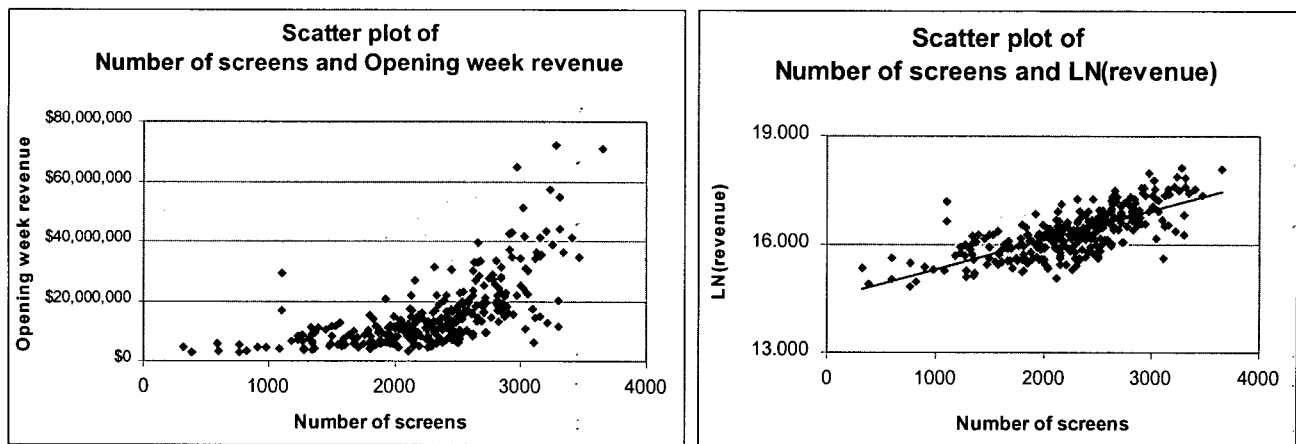 Scatter plot of
Number of screens and Opening week revenue
Opening week revenue
$80,000,000
$60,000,000
$40,000,000
$20,000,000
$0
0 1000 2000 3000 4000
Number of screens
Scatter plot of
Number of screens and LN(revenue)
LN(revenue)
19.000
16.000
13.000
0 1000 2000 3000 4000
Number of screens